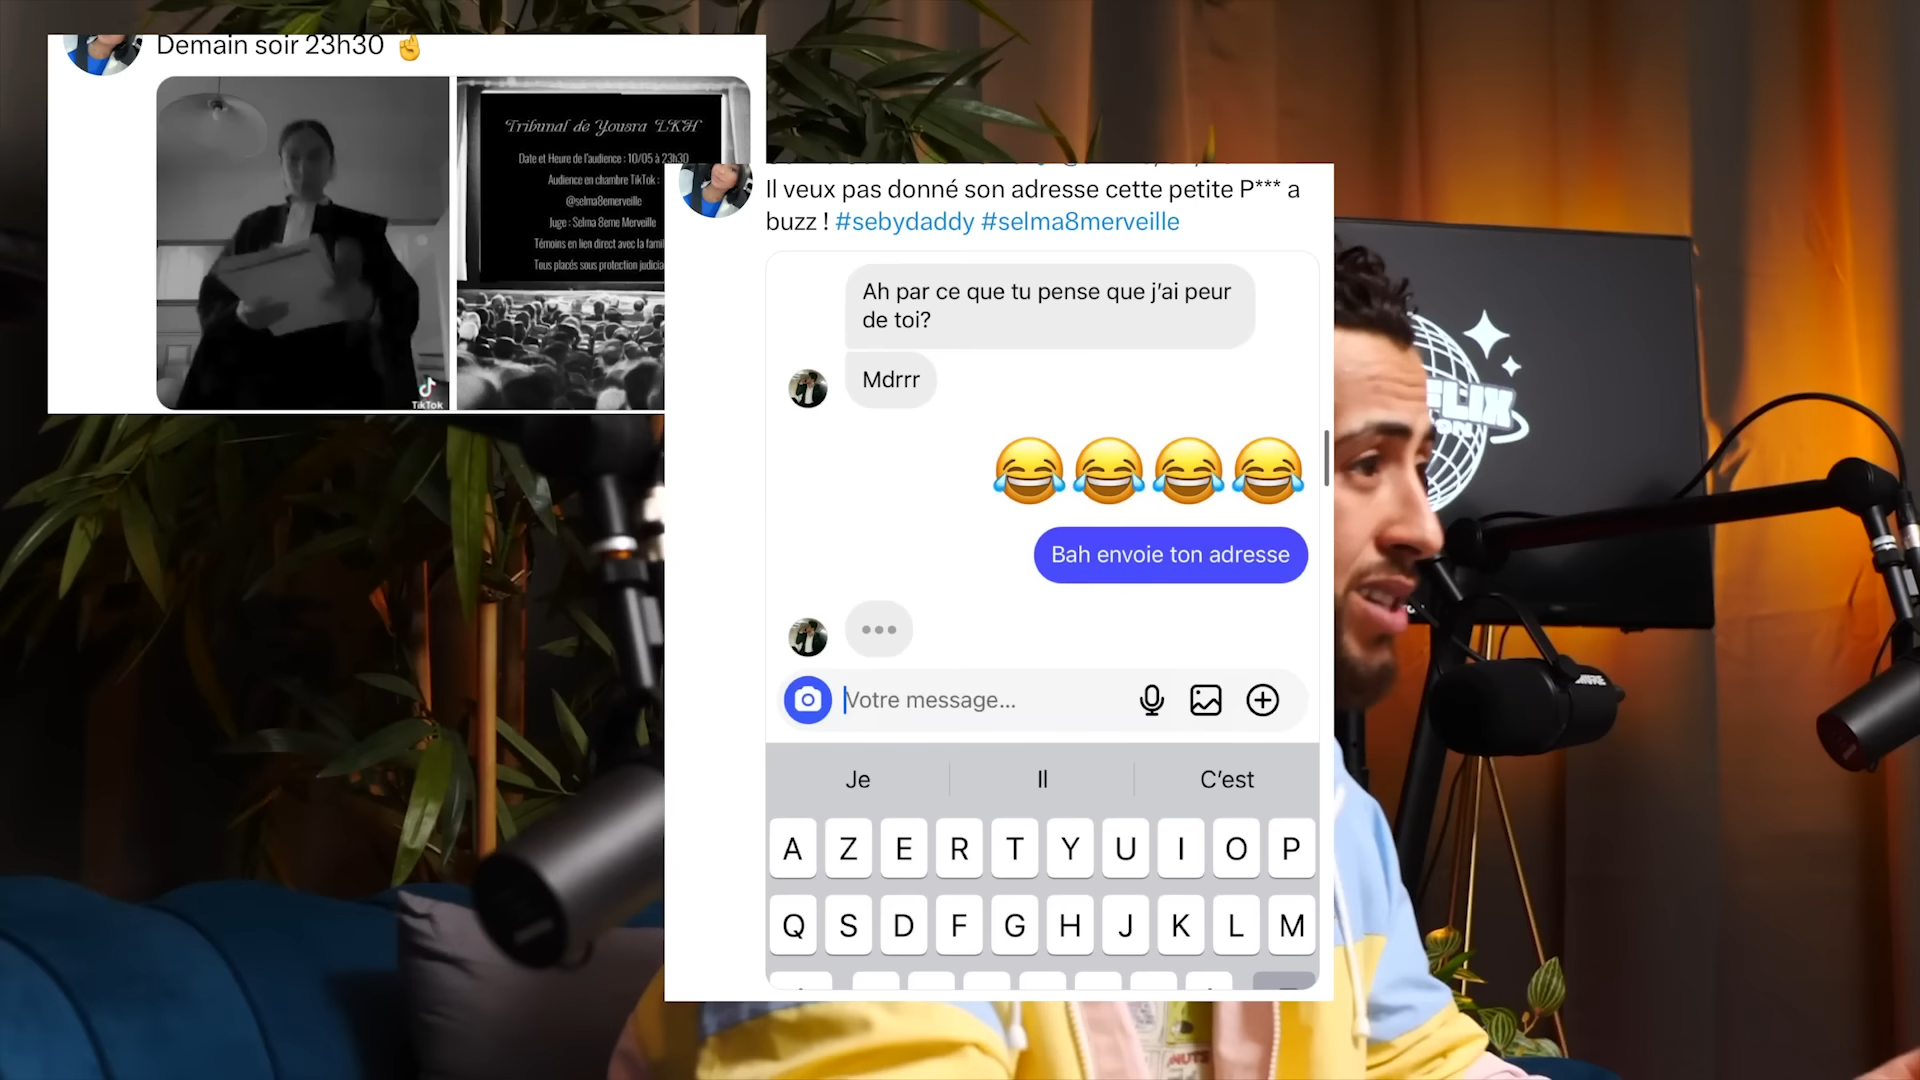 Demain soir 23h30 ☝
Tribunal de Yousra LKH
Date et Heure de l'audience : 10/05 à 23h30
Audience en chambre TikTok :
@selma8emerveille
Juge : Selma 8eme Merveille
Témoins en lien direct avec la famil
Tous placés sous protection judicia
TikTok
Il veux pas donné son adresse cette petite P*** a
buzz ! #sebydaddy #selma8merveille
Ah par ce que tu pense que j'ai peur
de toi?
Mdrrr
😂😂😂😂
Bah envoie ton adresse
Votre message...
Je Il C'est
A Z E R T Y U I O P
Q S D F G H J K L M
FLIX